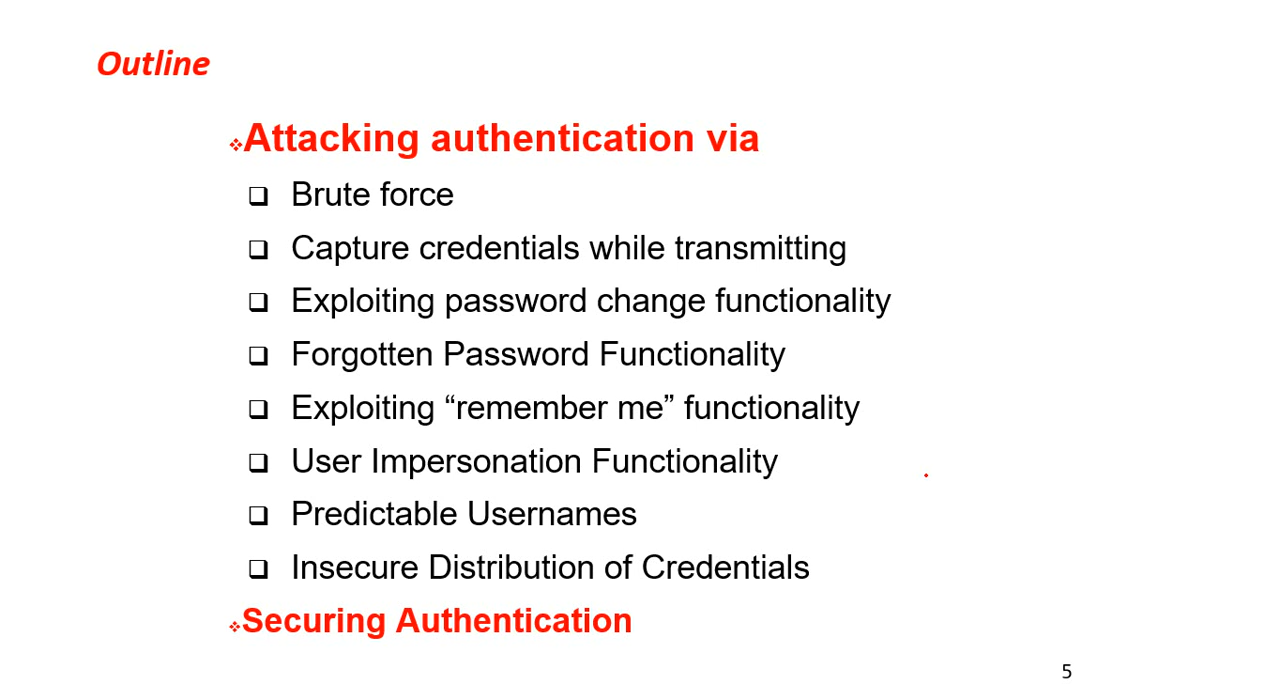 Outline
❖Attacking authentication via
❑ Brute force
❑ Capture credentials while transmitting
❑ Exploiting password change functionality
❑ Forgotten Password Functionality
❑ Exploiting “remember me” functionality
❑ User Impersonation Functionality
❑ Predictable Usernames
❑ Insecure Distribution of Credentials
❖Securing Authentication
5